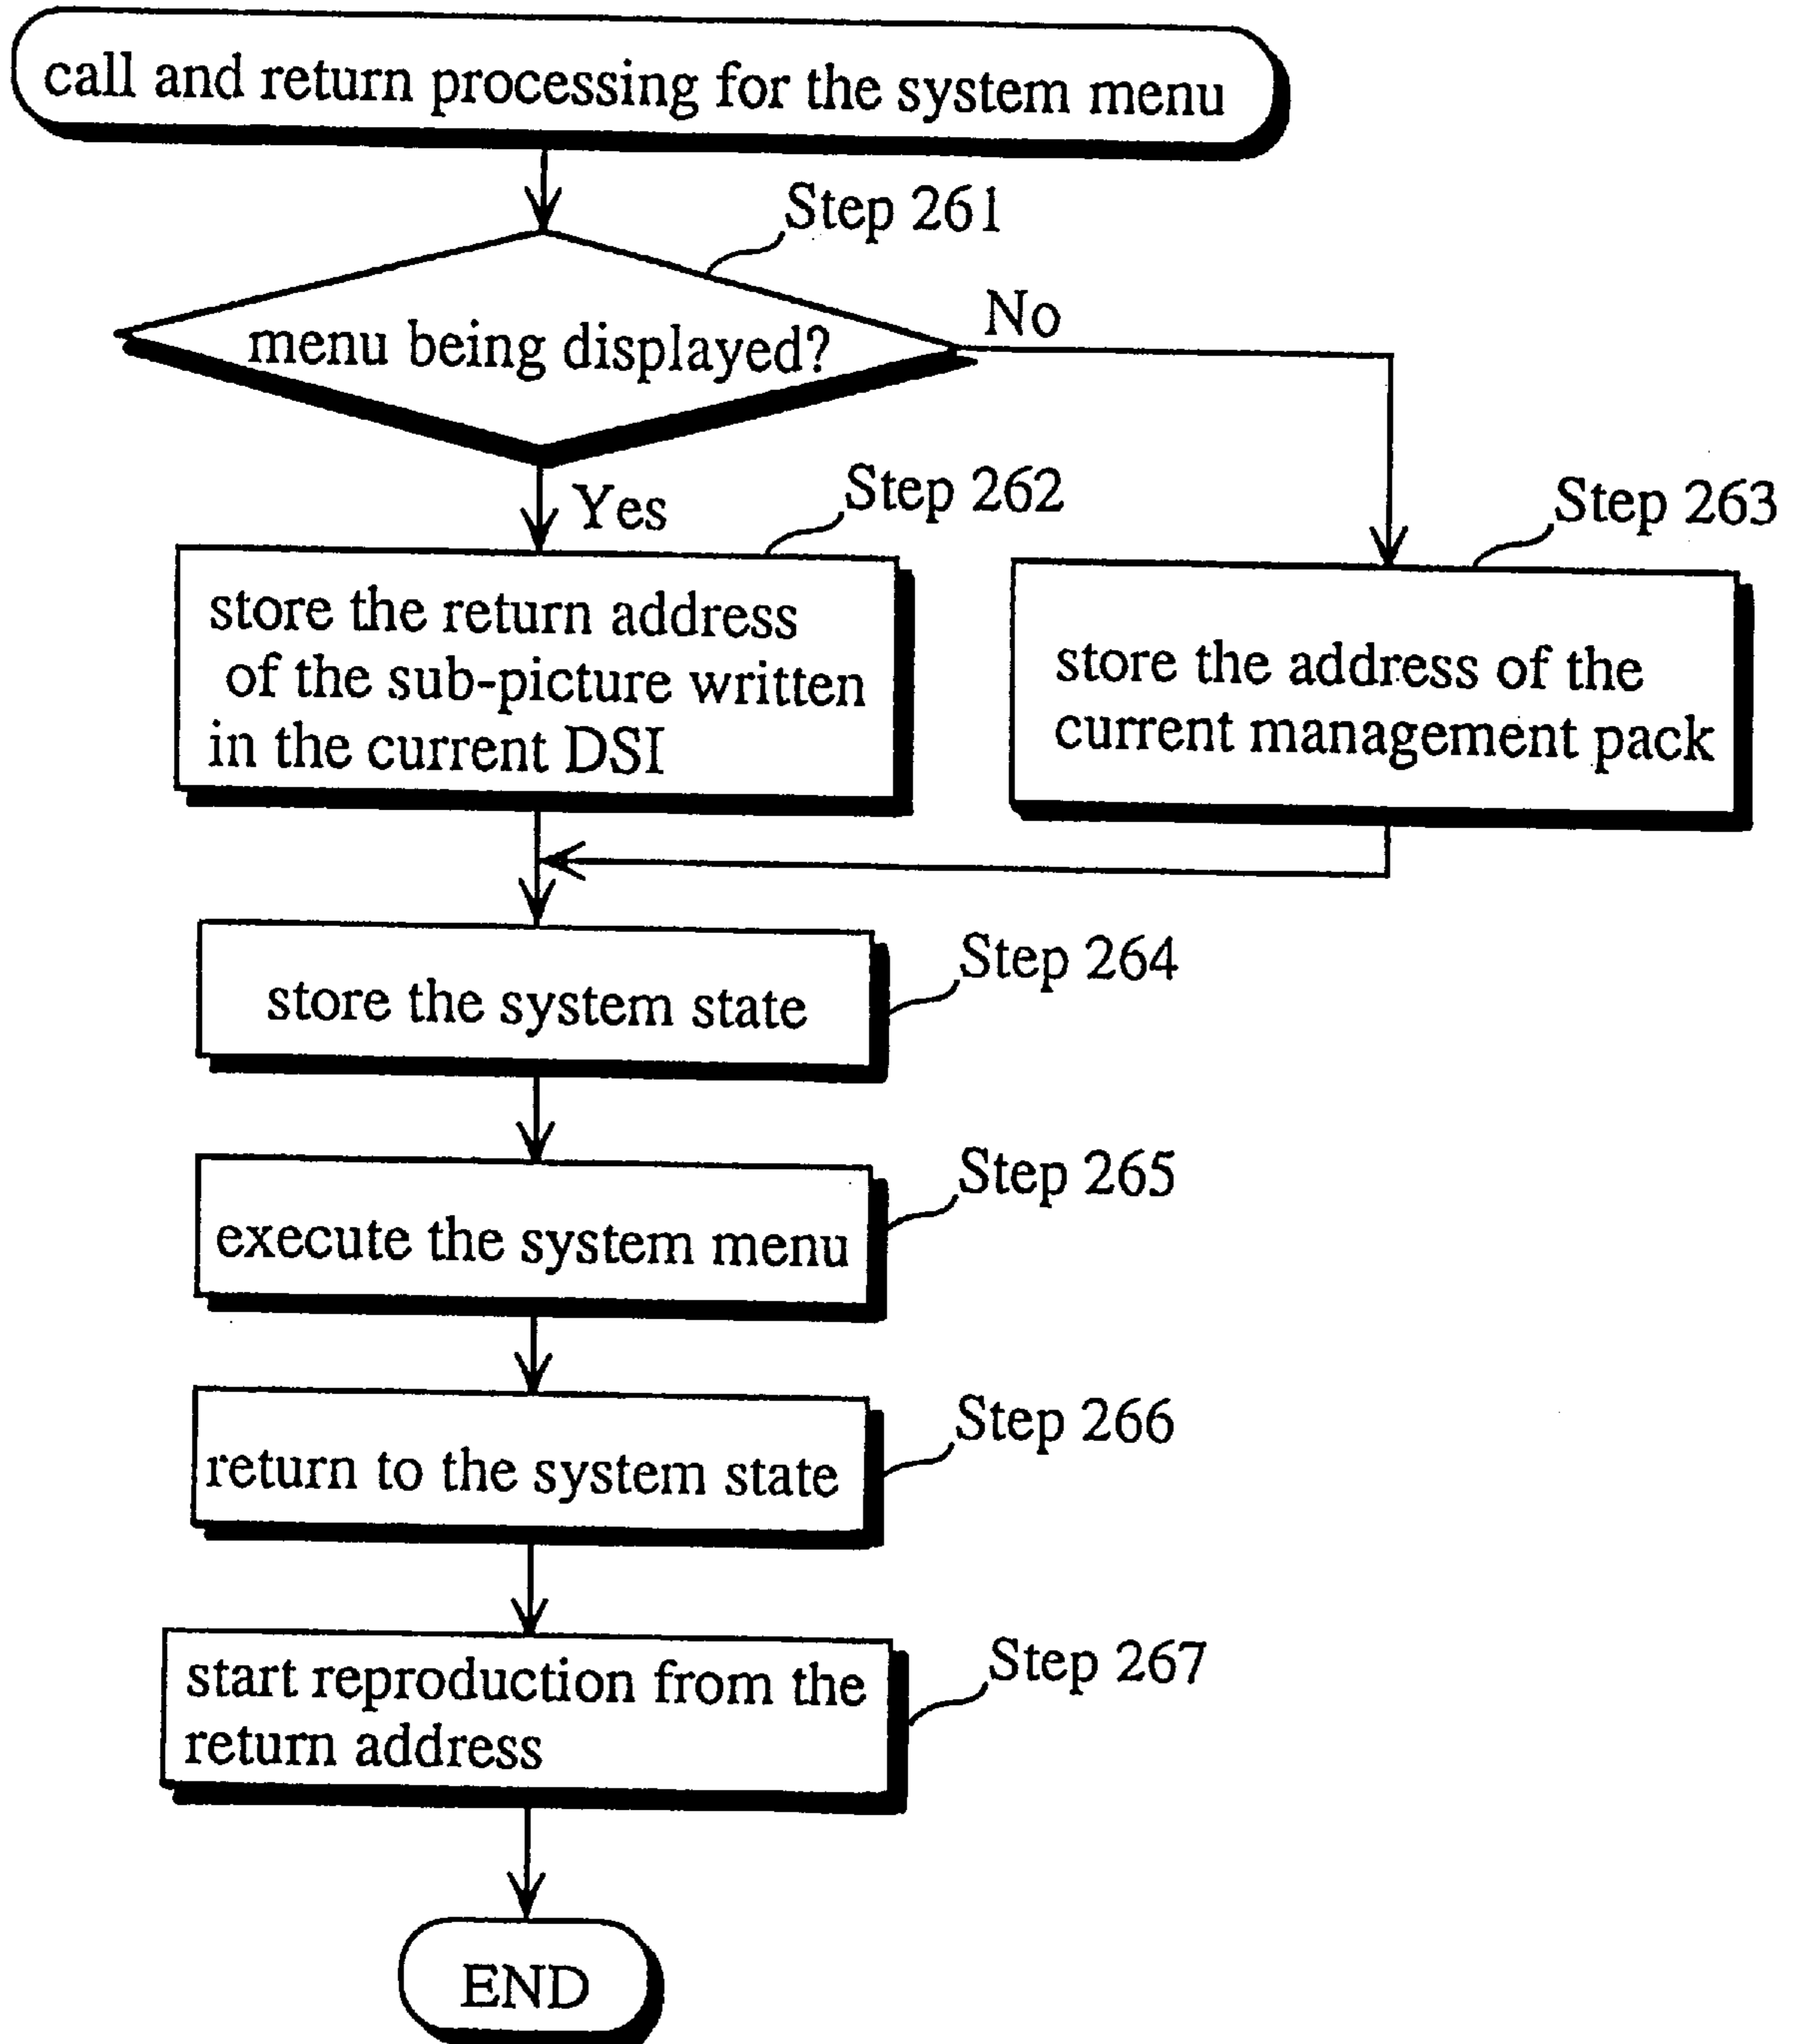 call and return processing for the system menu
Step 261
menu being displayed?
No
Yes
Step 262
store the return address
of the sub-picture written
in the current DSI
Step 263
store the address of the
current management pack
store the system state
Step 264
execute the system menu
Step 265
return to the system state
Step 266
start reproduction from the
return address
Step 267
END